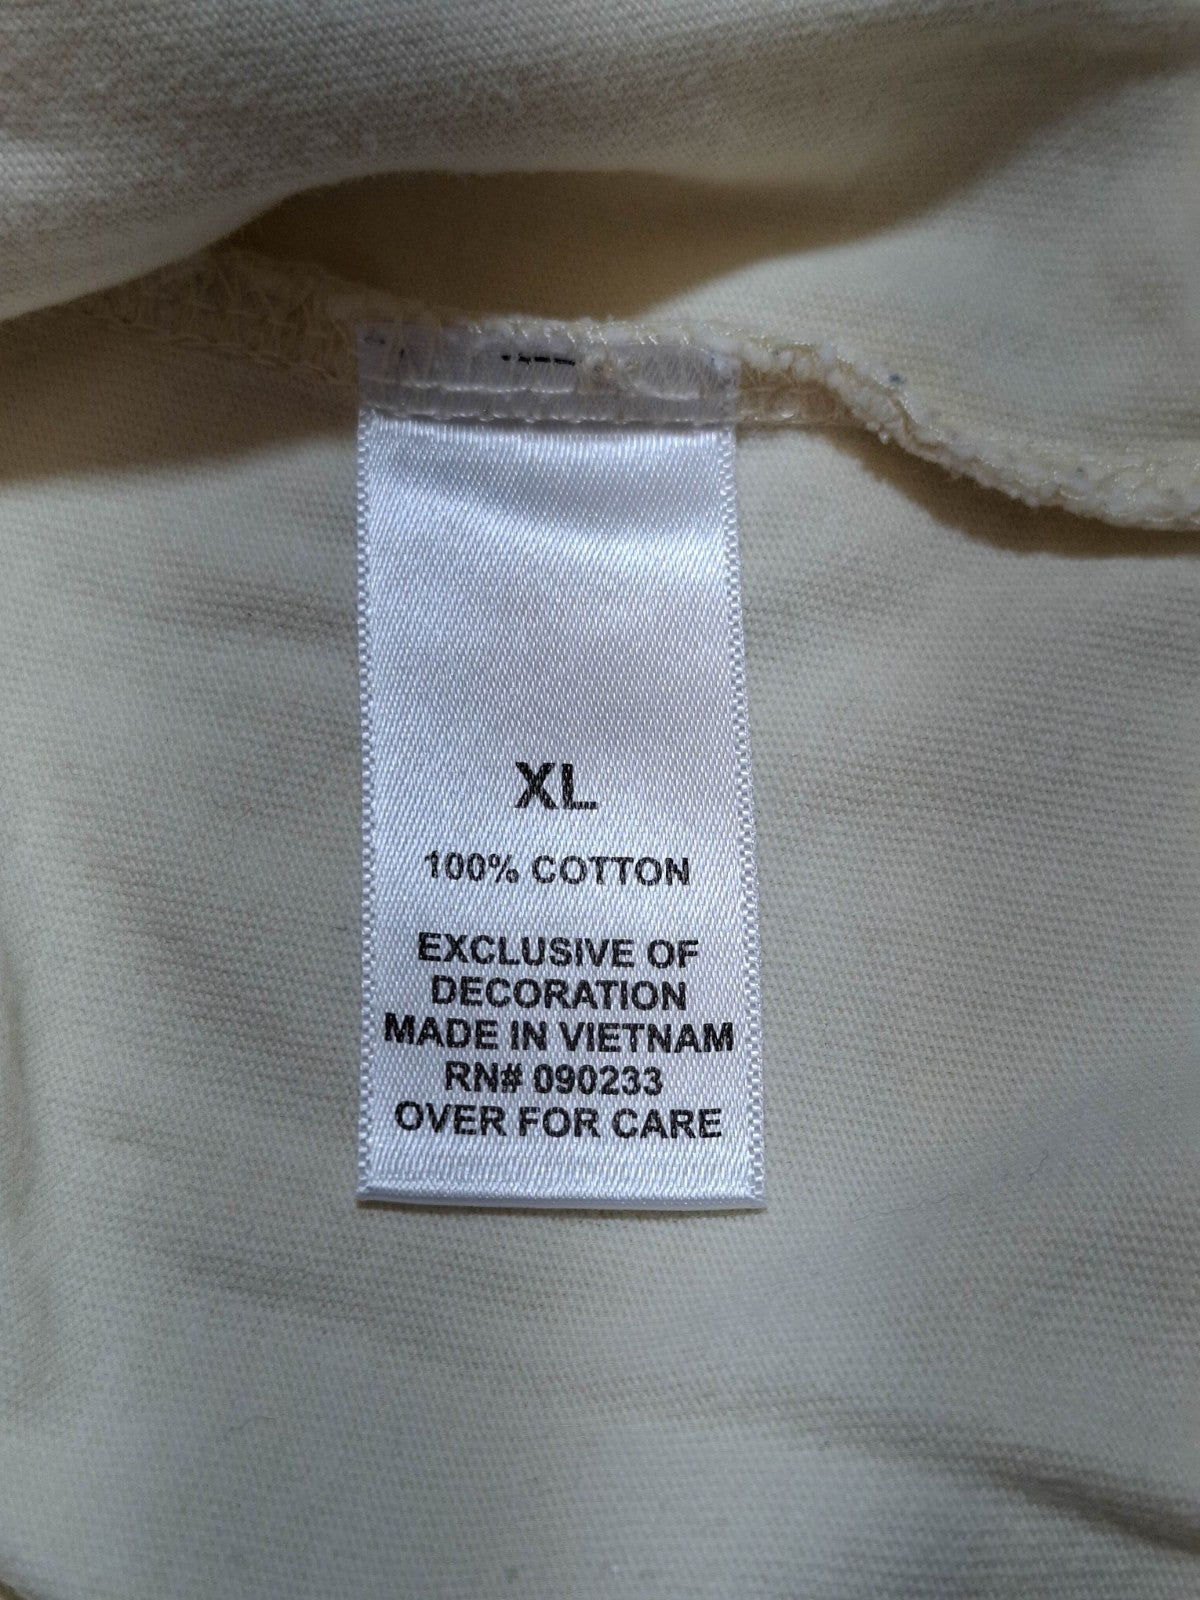 XL
100% COTTON
EXCLUSIVE OF
DECORATION
MADE IN VIETNAM
RN# 090233
OVER FOR CARE